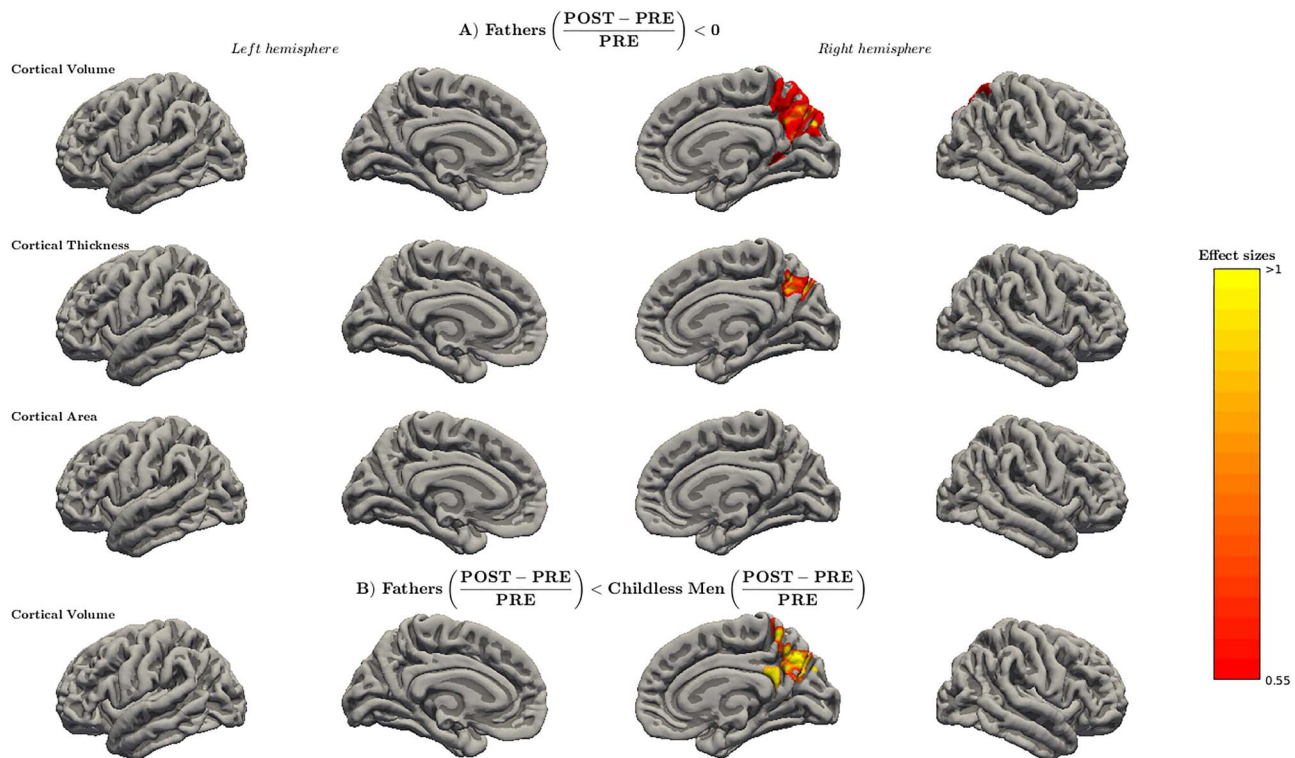 A) Fathers (POST − PRE / PRE) < 0
Left hemisphere
Right hemisphere
Cortical Volume
Cortical Thickness
Effect sizes
>1
Cortical Area
B) Fathers (POST − PRE / PRE) < Childless Men (POST − PRE / PRE)
Cortical Volume
0.55